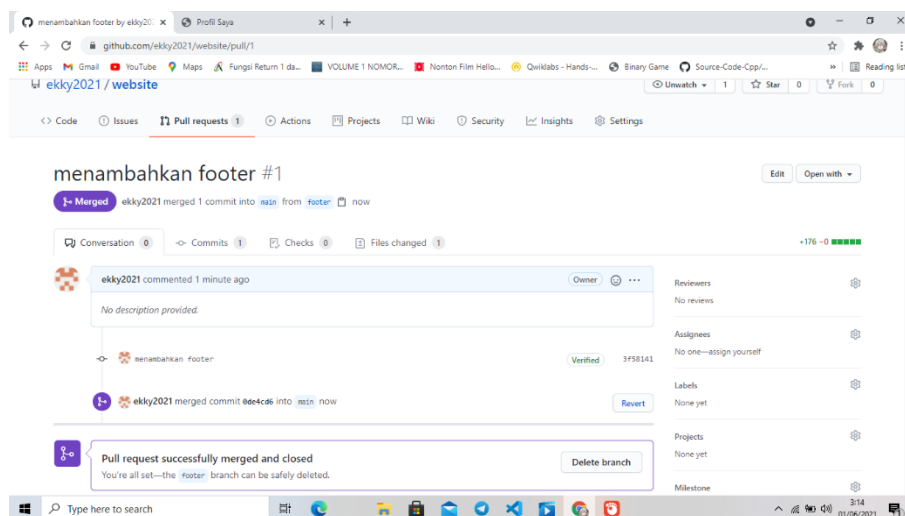 menambahkan footer by ekky202
Profil Saya
github.com/ekky2021/website/pull/1
Apps Gmail YouTube Maps Fungsi Return 1 da... VOLUME 1 NOMOR... Nonton Film Hello... Qwiklabs - Hands-... Binary Game Source-Code-Cpp/... » Reading list
ekky2021 / website Unwatch 1 Star 0 Fork 0
Code Issues Pull requests 1 Actions Projects Wiki Security Insights Settings
menambahkan footer #1 Edit Open with
Merged ekky2021 merged 1 commit into main from footer now
Conversation 0 Commits 1 Checks 0 Files changed 1 +176 −0
ekky2021 commented 1 minute ago Owner ...
No description provided.
menambahkan footer Verified 3f58141
ekky2021 merged commit 0de4cd6 into main now Revert
Pull request successfully merged and closed
You're all set—the footer branch can be safely deleted.
Delete branch
Reviewers
No reviews
Assignees
No one—assign yourself
Labels
None yet
Projects
None yet
Milestone
Type here to search
3:14
01/06/2021